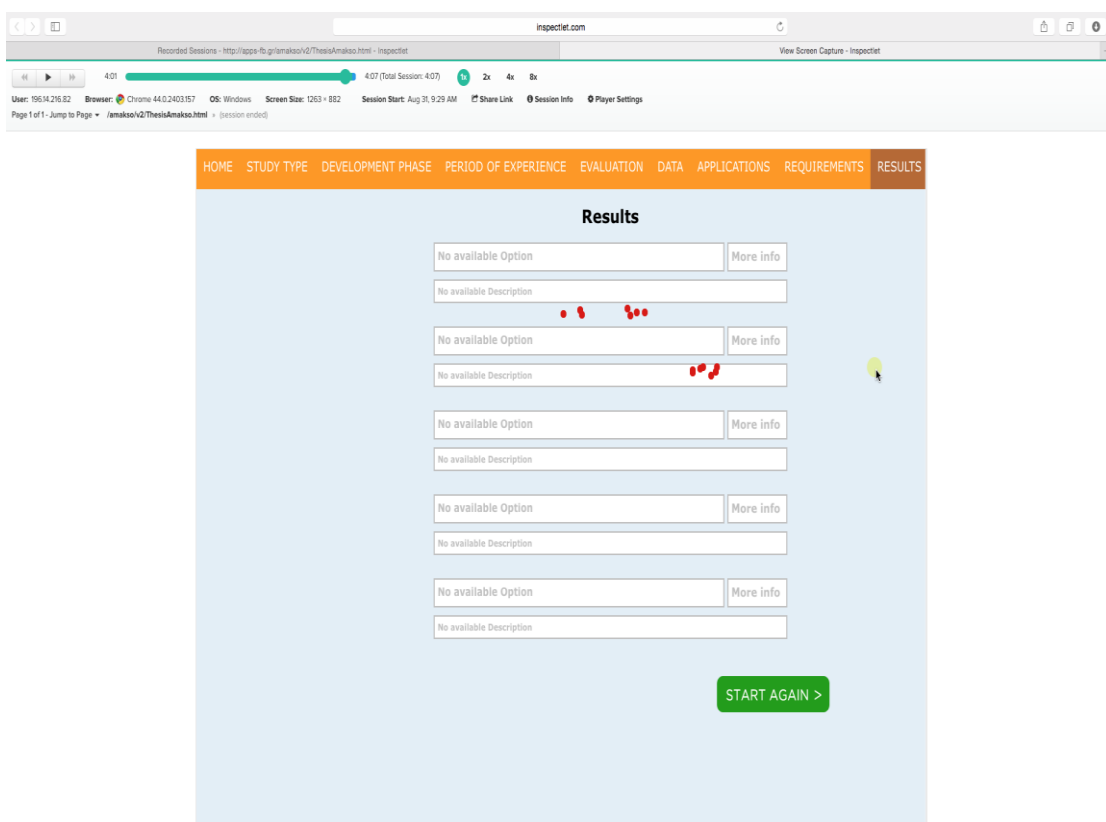 inspectlet.com
Recorded Sessions - http://apps-fb.gr/amakso/v2/ThesisAmakso.html - Inspectlet
View Screen Capture - Inspectlet
4:01 4:07 (Total Session: 4:07) 1x 2x 4x 8x
User: 196.14.216.82 Browser: Chrome 44.0.2403.157 OS: Windows Screen Size: 1263 × 882 Session Start: Aug 31, 9:29 AM Share Link Session Info Player Settings
Page 1 of 1 - Jump to Page /amakso/v2/ThesisAmakso.html » (session ended)
HOME STUDY TYPE DEVELOPMENT PHASE PERIOD OF EXPERIENCE EVALUATION DATA APPLICATIONS REQUIREMENTS RESULTS
Results
No available Option More info
No available Description
No available Option More info
No available Description
No available Option More info
No available Description
No available Option More info
No available Description
No available Option More info
No available Description
START AGAIN >